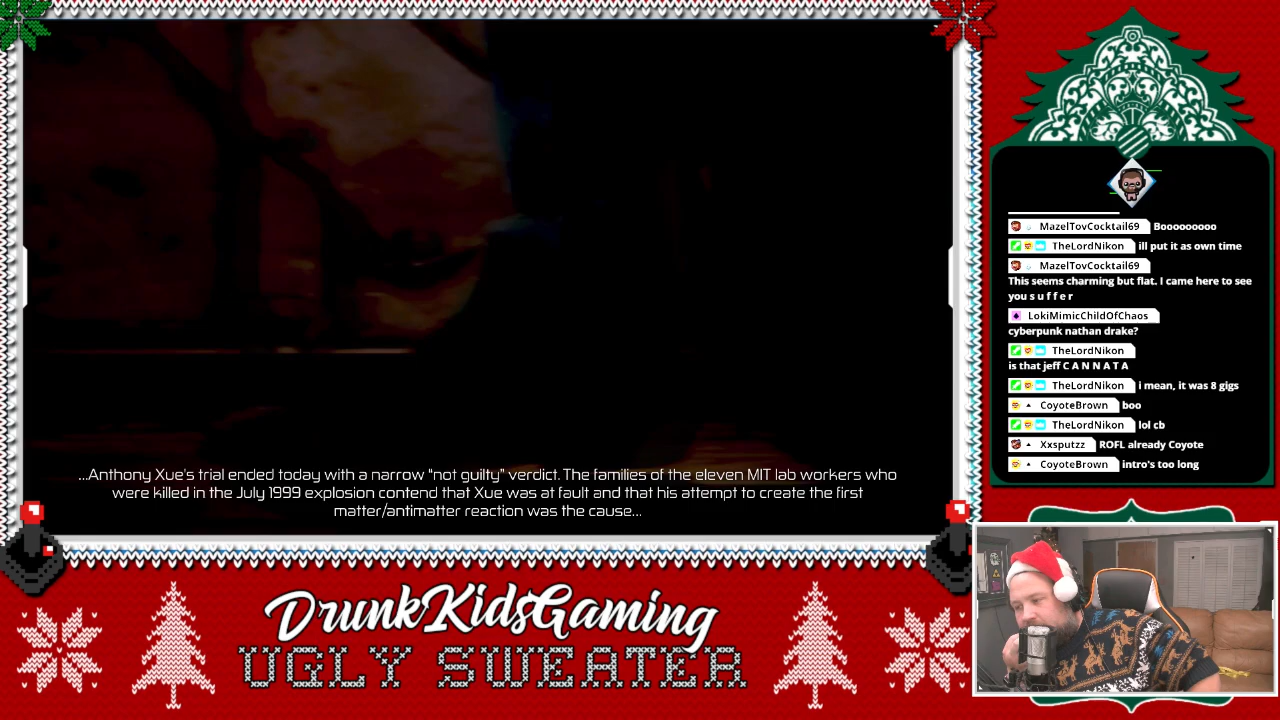 ...Anthony Xue's trial ended today with a narrow "not guilty" verdict. The families of the eleven MIT lab workers who
were killed in the July 1999 explosion contend that Xue was at fault and that his attempt to create the first
matter/antimatter reaction was the cause...
DrunkKidsGaming
UGLY SWEATER
MazelTovCocktail69 Booooooooo
TheLordNikon ill put it as own time
MazelTovCocktail69
This seems charming but flat. I came here to see
you s u f f e r
LokiMimicChildOfChaos
cyberpunk nathan drake?
TheLordNikon
is that jeff C A N N A T A
TheLordNikon i mean, it was 8 gigs
CoyoteBrown boo
TheLordNikon lol cb
Xxsputzz ROFL already Coyote
CoyoteBrown intro's too long